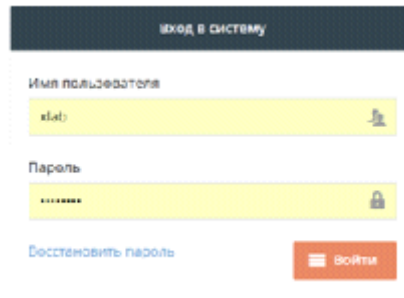 вход в систему
Имя пользователя
Пароль
••••••••
Восстановить пароль
Войти